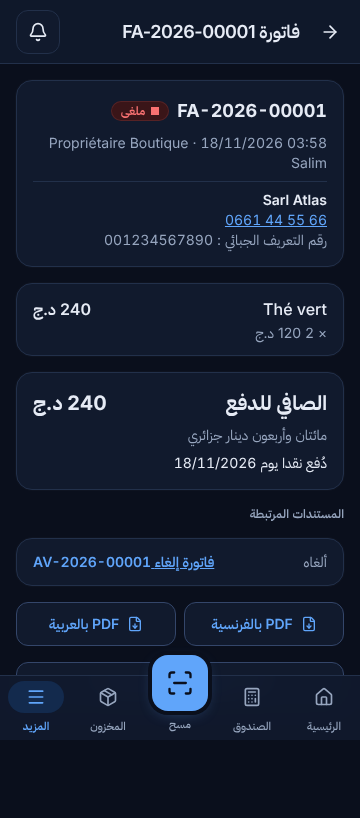 فاتورة FA-2026-00001
FA-2026-00001 ملغى
Propriétaire Boutique · 18/11/2026 03:58
Salim
Sarl Atlas
0661 44 55 66
رقم التعريف الجبائي : 001234567890
Thé vert 240 د.ج
× 2 120 د.ج
الصافي للدفع 240 د.ج
مائتان وأربعون دينار جزائري
دُفع نقدا يوم 18/11/2026
المستندات المرتبطة
ألغاه فاتورة إلغاء AV-2026-00001
PDF بالفرنسية PDF بالعربية
الرئيسية الصندوق مسح المخزون المزيد